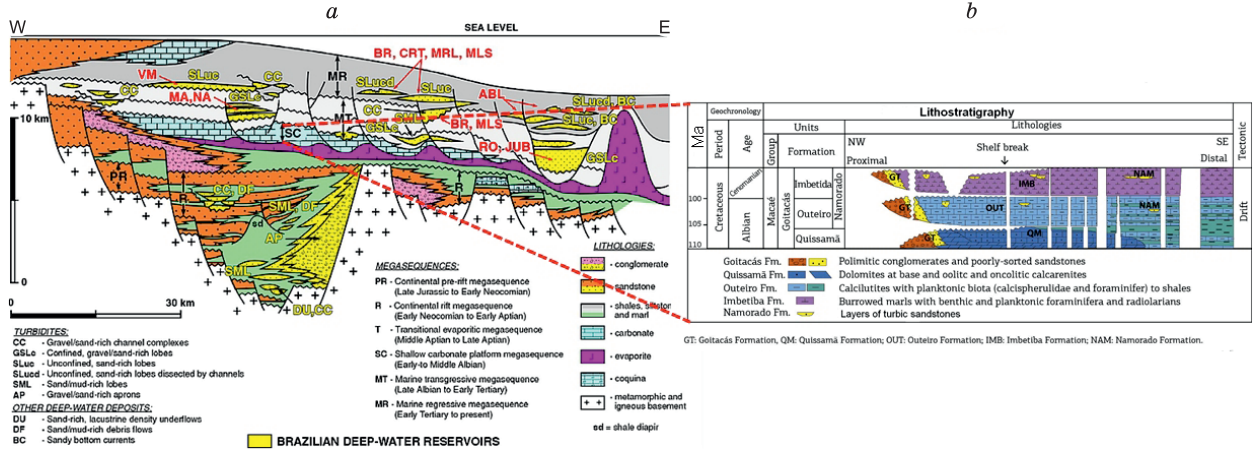 a
b
W
E
SEA LEVEL
BR, CRT, MRL, MLS
VM
SLuc
CC
MR
SLucd
SLuc
CC
MA,NA
GSLc
CC
ABL
SLucd, BC
MT
SML
SLuc, BC
10 km
SC
GSLc
BR, MLS
RO, JUB
GSLc
PR
R
CC, DF
R
SML, DF
sd
AP
SML
0
DU,CC
0
30 km
TURBIDITES:
CC - Gravel/sand-rich channel complexes
GSLc - Confined, gravel/sand-rich lobes
SLuc - Unconfined, sand-rich lobes
SLucd - Unconfined, sand-rich lobes dissected by channels
SML - Sand/mud-rich lobes
AP - Gravel/sand-rich aprons
OTHER DEEP-WATER DEPOSITS:
DU - Sand-rich, lacustrine density underflows
DF - Sand/mud-rich debris flows
BC - Sandy bottom currents
MEGASEQUENCES:
PR - Continental pre-rift megasequence
(Late Jurassic to Early Neocomian)
R - Continental rift megasequence
(Early Neocomian to Early Aptian)
T - Transitional evaporitic megasequence
(Middle Aptian to Late Aptian)
SC - Shallow carbonate platform megasequence
(Early-to Middle Albian)
MT - Marine transgressive megasequence
(Late Albian to Early Tertiary)
MR - Marine regressive megasequence
(Early Tertiary to present)
LITHOLOGIES:
- conglomerate
- sandstone
- shales, siltston
and marl
- carbonate
- evaporite
- coquina
- metamorphic and
igneous basement
sd = shale diapir
BRAZILIAN DEEP-WATER RESERVOIRS
Ma
Geochronology
Lithostratigraphy
Tectonic
Period
Age
Group
Units
Formation
Lithologies
NW
Shelf break
SE
Proximal
Distal
Cretaceous
Cenomanian
Albian
Macaé
Goitacás
Imbetida
Outeiro
Quissamã
Namorado
100
105
110
GT
IMB
NAM
GT
OUT
NAM
GT
QM
Drift
Goitacás Fm. Polimitic conglomerates and poorly-sorted sandstones
Quissamã Fm. Dolomites at base and oolitc and oncolitic calcarenites
Outeiro Fm. Calcilutites with planktonic biota (calcispherulidae and foraminifer) to shales
Imbetiba Fm. Burrowed marls with benthic and planktonic foraminifera and radiolarians
Namorado Fm. Layers of turbic sandstones
GT: Goitacás Formation, QM: Quissamã Formation; OUT: Outeiro Formation; IMB: Imbetiba Formation; NAM: Namorado Formation.